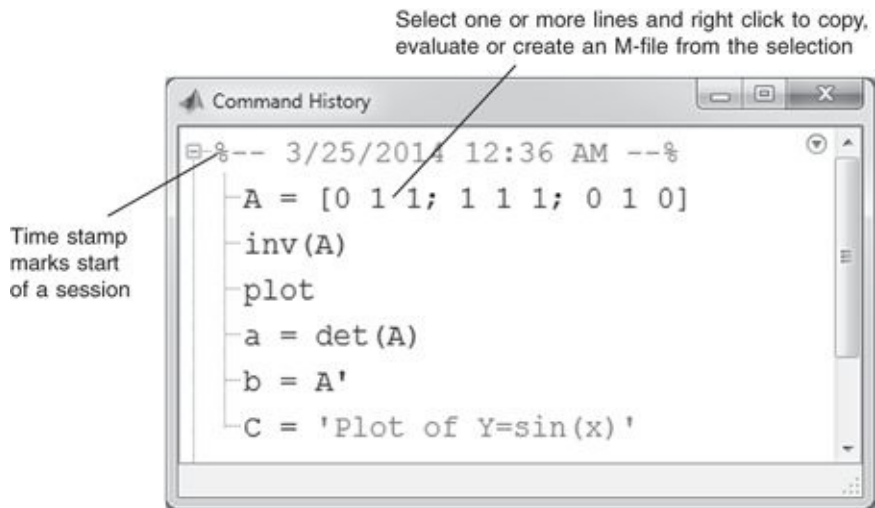 Select one or more lines and right click to copy,
evaluate or create an M-file from the selection
Command History
%-- 3/25/2014 12:36 AM --%
A = [0 1 1; 1 1 1; 0 1 0]
inv(A)
plot
a = det(A)
b = A'
C = 'Plot of Y=sin(x)'
Time stamp
marks start
of a session